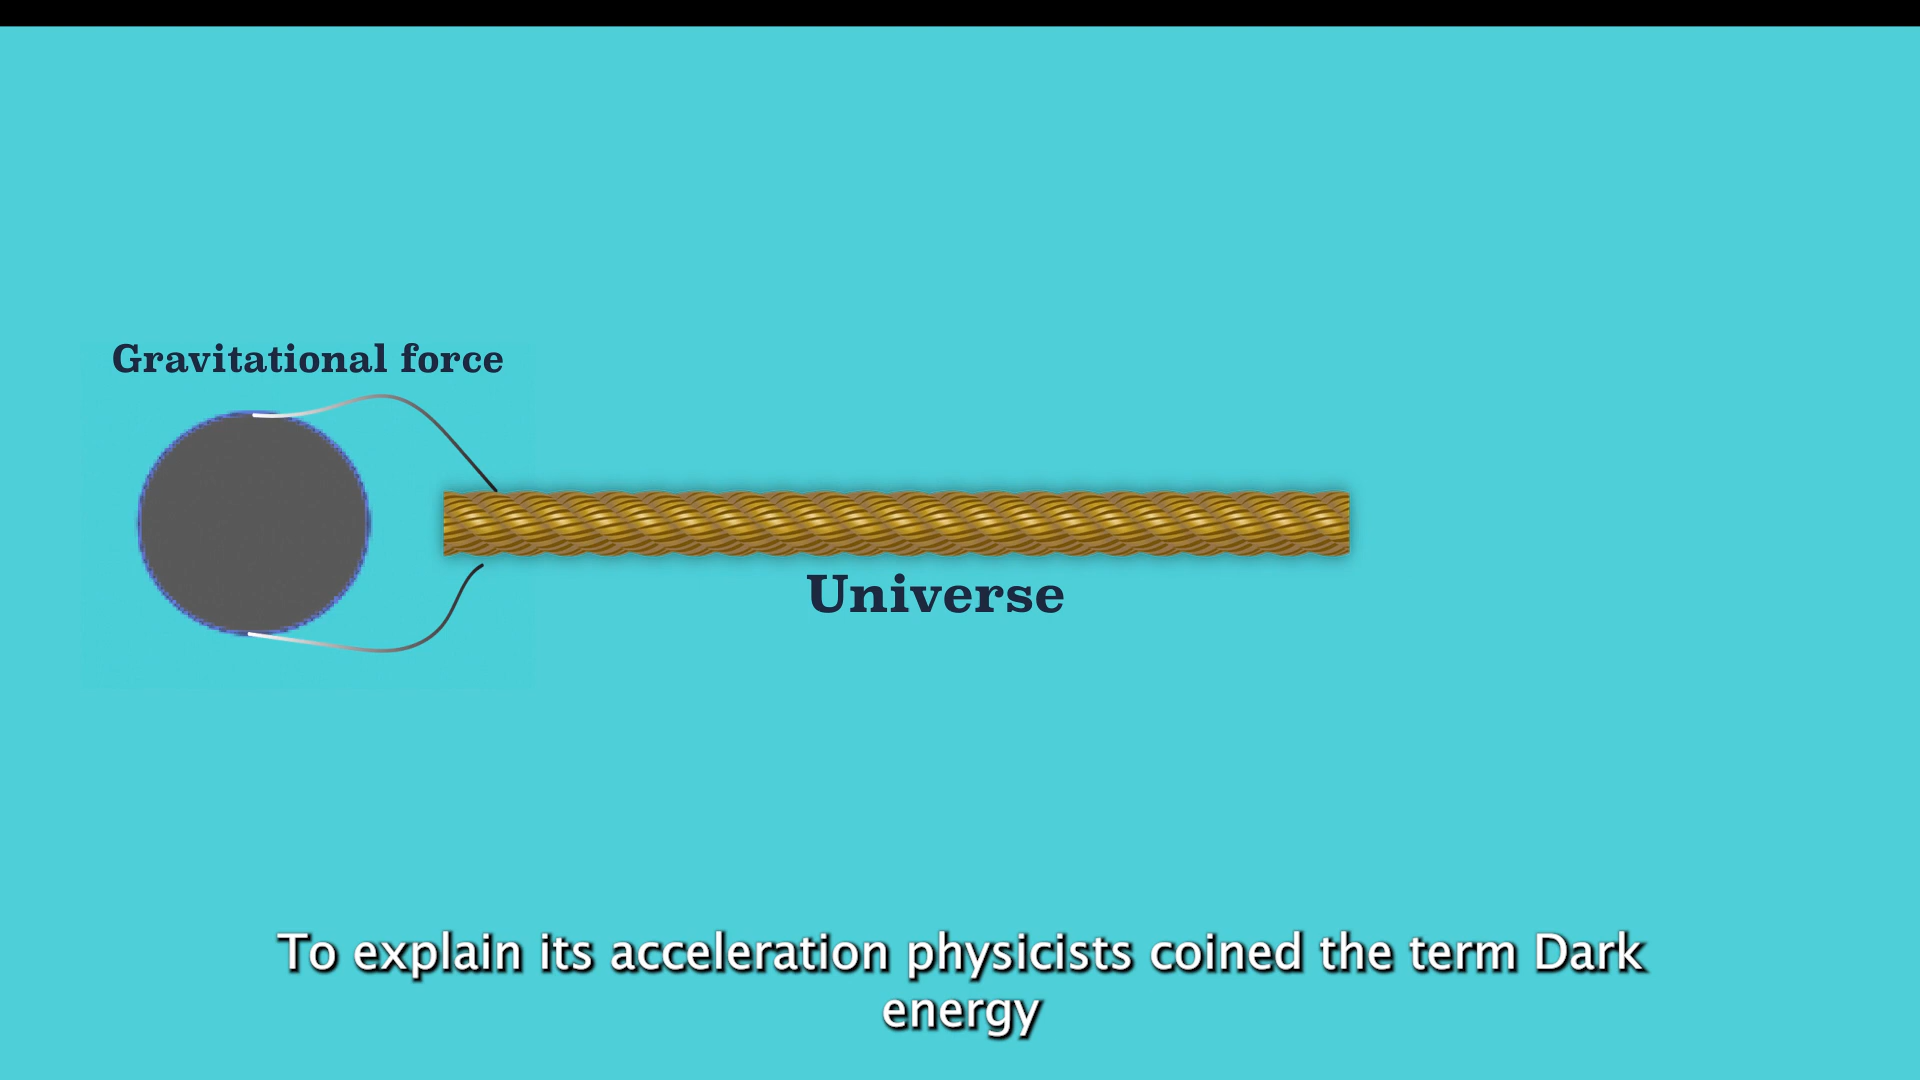 Gravitational force
Universe
To explain its acceleration physicists coined the term Dark
energy